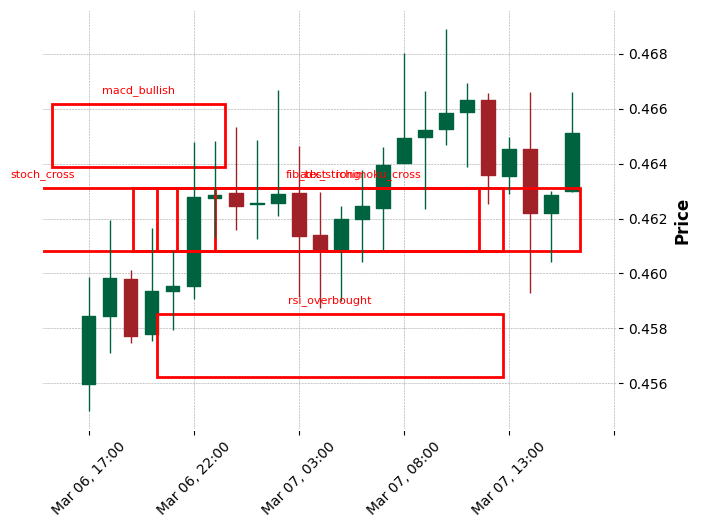 0.468
macd_bullish
0.466
Price
0.464
stoch_cross
ichimoku_cross
0.462
0.460
rsi_overbought
0.458
0.456
Mar 06, 17:00
Mar 06, 22:00
Mar 07, 03:00
Mar 07, 08:00
Mar 07, 13:00